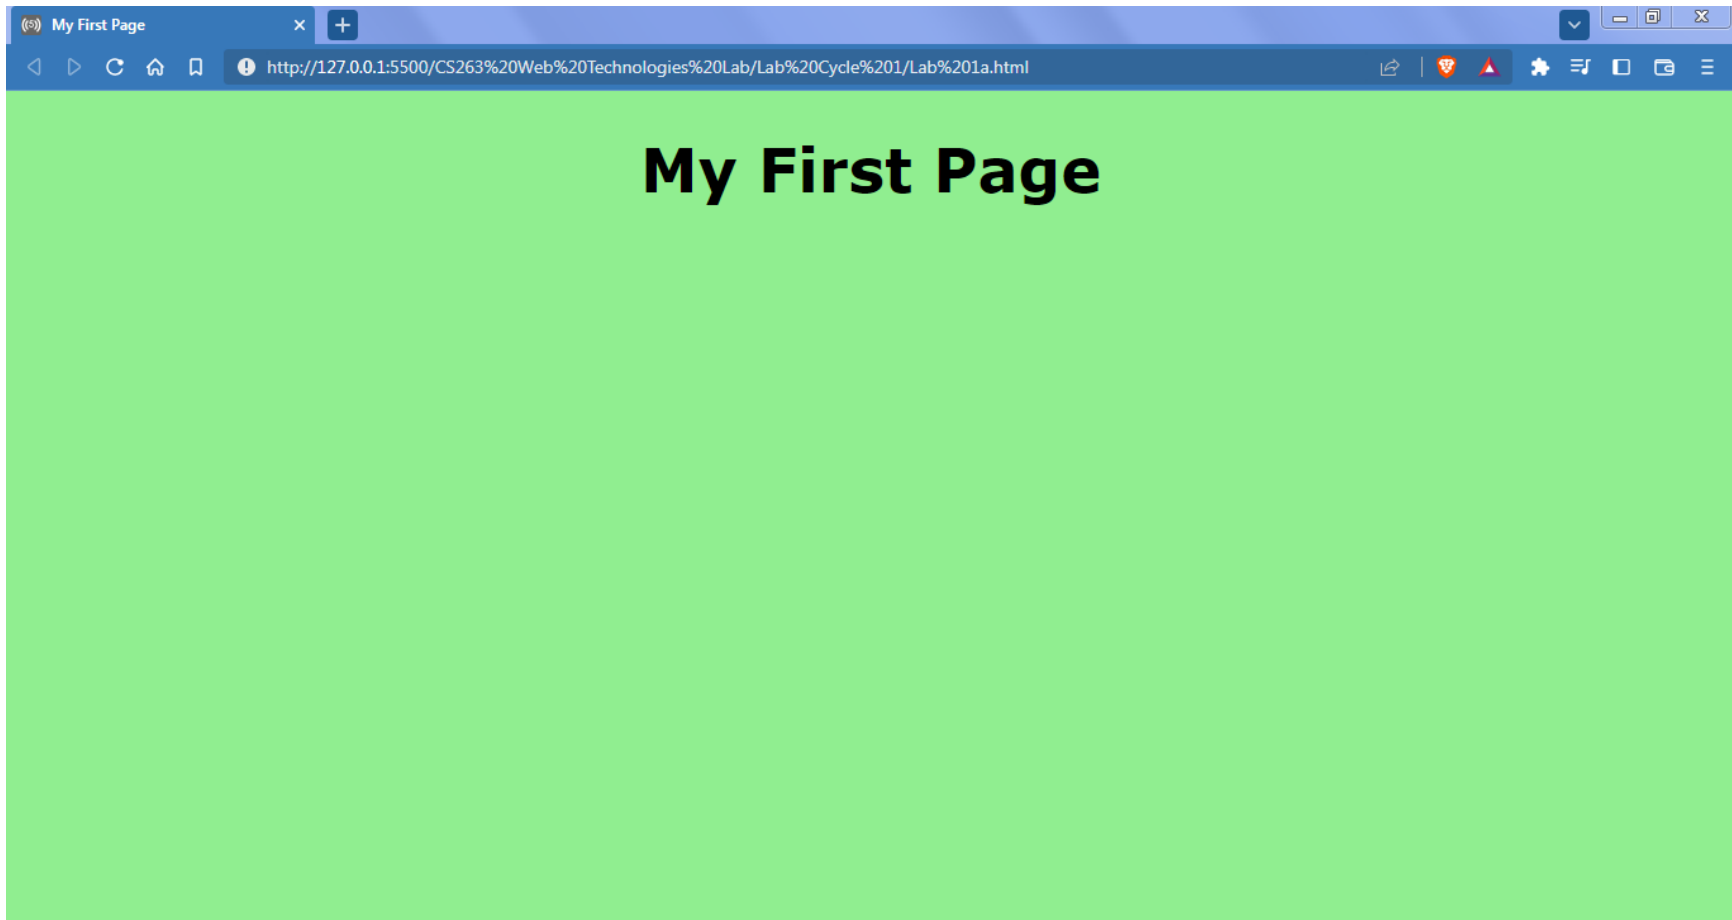 My First Page
http://127.0.0.1:5500/CS263%20Web%20Technologies%20Lab/Lab%20Cycle%201/Lab%201a.html
My First Page